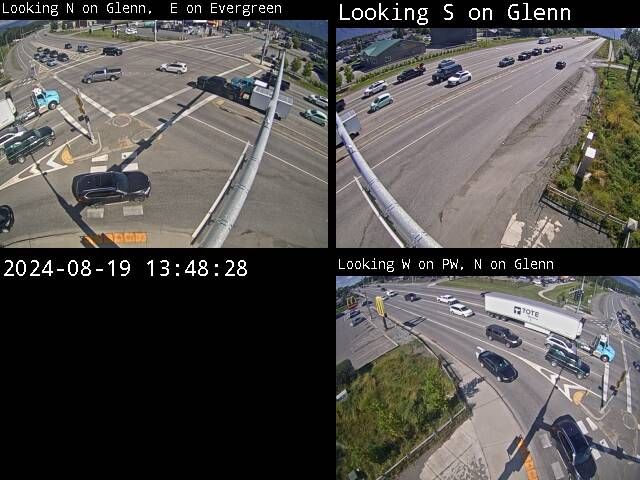 Looking N on Glenn, E on Evergreen
Looking S on Glenn
2024-08-19 13:48:28
Looking W on PW, N on Glenn
TOTE